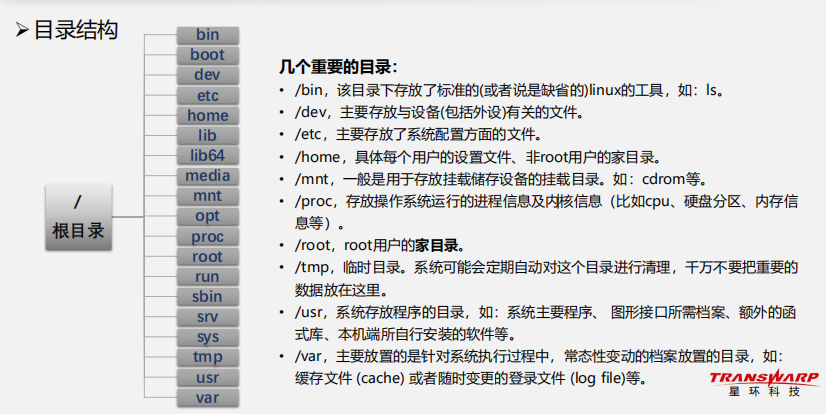 ➢目录结构
bin
boot
dev
etc
home
lib
lib64
media
mnt
opt
proc
root
run
sbin
srv
sys
tmp
usr
var
/
根目录
几个重要的目录：
• /bin，该目录下存放了标准的(或者说是缺省的)linux的工具，如：ls。
• /dev，主要存放与设备(包括外设)有关的文件。
• /etc，主要存放了系统配置方面的文件。
• /home，具体每个用户的设置文件、非root用户的家目录。
• /mnt，一般是用于存放挂载储存设备的挂载目录。如：cdrom等。
• /proc，存放操作系统运行的进程信息及内核信息（比如cpu、硬盘分区、内存信
息等）。
• /root，root用户的家目录。
• /tmp，临时目录。系统可能会定期自动对这个目录进行清理，千万不要把重要的
数据放在这里。
• /usr，系统存放程序的目录，如：系统主要程序、 图形接口所需档案、额外的函
式库、本机端所自行安装的软件等。
• /var，主要放置的是针对系统执行过程中，常态性变动的档案放置的目录，如：
缓存文件 (cache) 或者随时变更的登录文件 (log file)等。
TRANSWARP
星环科技